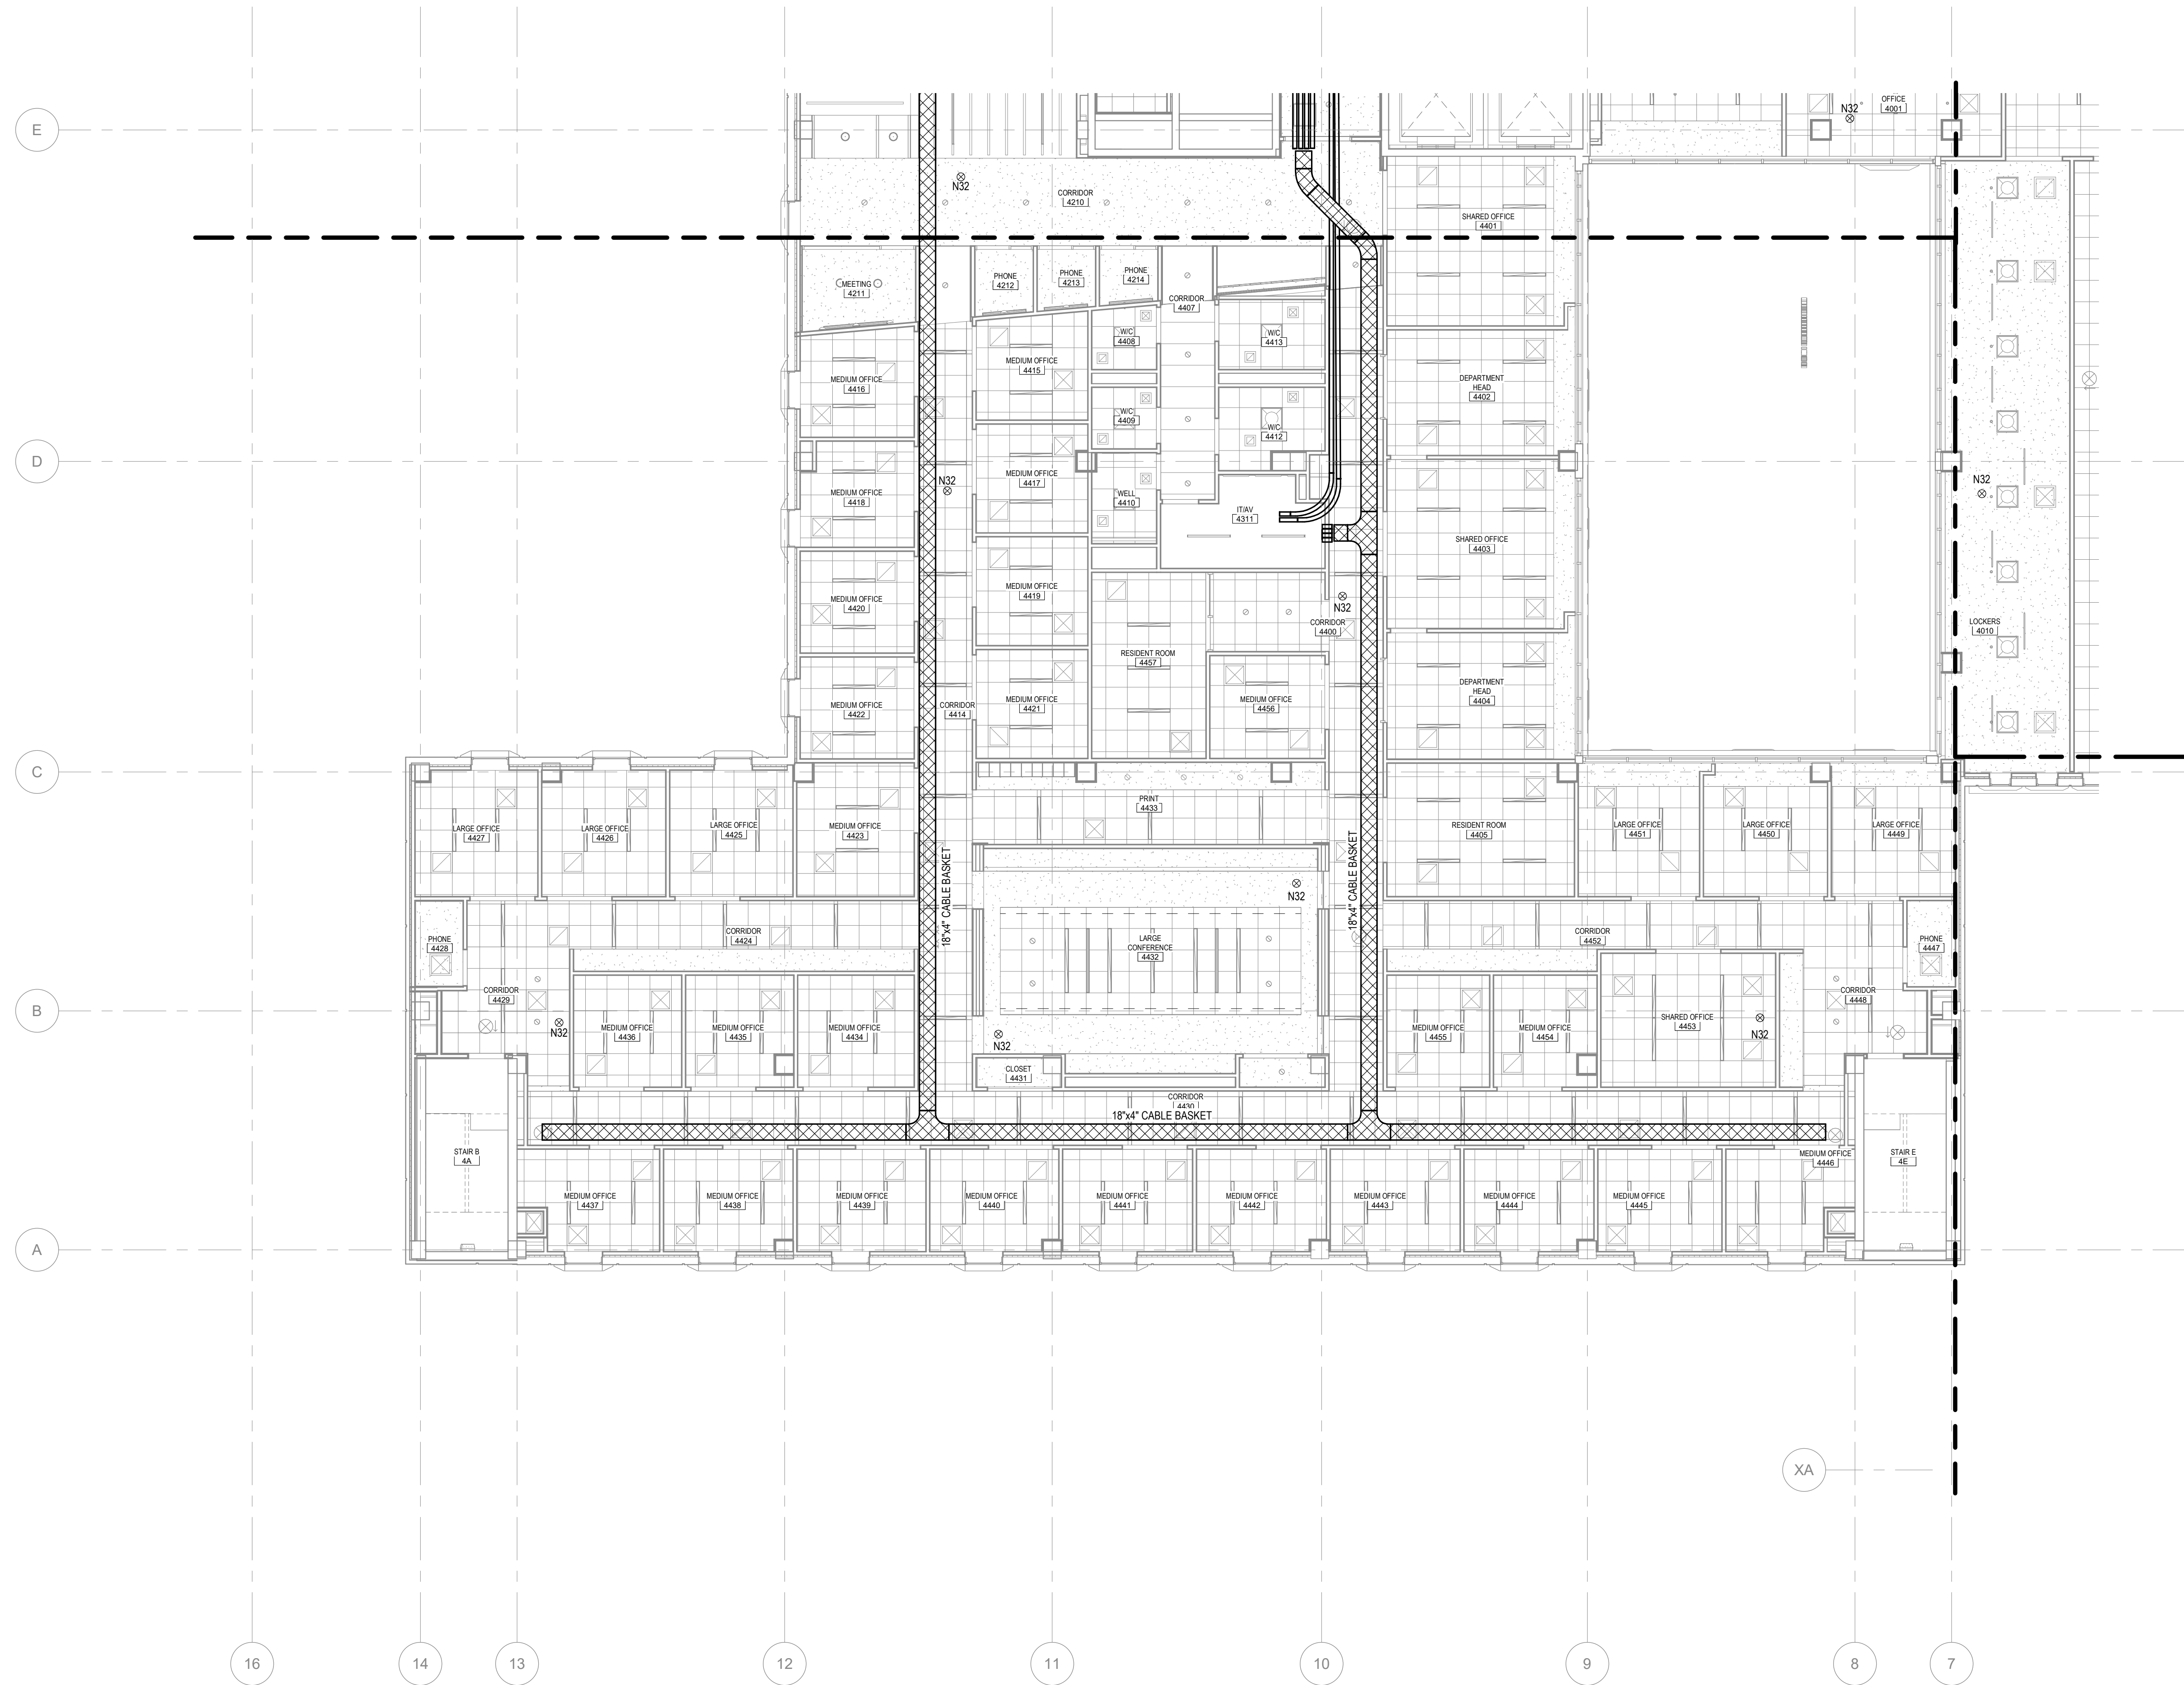 OFFICE
4001
N32
E
N32
CORRIDOR
4210
SHARED OFFICE
4401
MEETING
4211
PHONE
4212
PHONE
4213
PHONE
4214
CORRIDOR
4407
W/C
4408
W/C
4413
MEDIUM OFFICE
4415
MEDIUM OFFICE
4416
DEPARTMENT
HEAD
4402
W/C
4409
W/C
4412
D
MEDIUM OFFICE
4417
N32
MEDIUM OFFICE
4418
WELL
4410
IT/AV
4311
N32
SHARED OFFICE
4403
MEDIUM OFFICE
4419
MEDIUM OFFICE
4420
N32
CORRIDOR
4400
LOCKERS
4010
RESIDENT ROOM
4457
MEDIUM OFFICE
4421
MEDIUM OFFICE
4422
CORRIDOR
4414
MEDIUM OFFICE
4456
DEPARTMENT
HEAD
4404
C
PRINT
4433
LARGE OFFICE
4427
LARGE OFFICE
4426
LARGE OFFICE
4425
MEDIUM OFFICE
4423
RESIDENT ROOM
4405
LARGE OFFICE
4451
LARGE OFFICE
4450
LARGE OFFICE
4449
18"x4" CABLE BASKET
18"x4" CABLE BASKET
N32
PHONE
4428
CORRIDOR
4424
LARGE
CONFERENCE
4432
CORRIDOR
4452
PHONE
4447
B
CORRIDOR
4429
CORRIDOR
4448
N32
MEDIUM OFFICE
4436
MEDIUM OFFICE
4435
MEDIUM OFFICE
4434
N32
MEDIUM OFFICE
4455
MEDIUM OFFICE
4454
SHARED OFFICE
4453
N32
CLOSET
4431
CORRIDOR
4430
18"x4" CABLE BASKET
STAIR B
4A
MEDIUM OFFICE
4446
STAIR E
4E
MEDIUM OFFICE
4437
MEDIUM OFFICE
4438
MEDIUM OFFICE
4439
MEDIUM OFFICE
4440
MEDIUM OFFICE
4441
MEDIUM OFFICE
4442
MEDIUM OFFICE
4443
MEDIUM OFFICE
4444
MEDIUM OFFICE
4445
A
XA
16
14
13
12
11
10
9
8
7